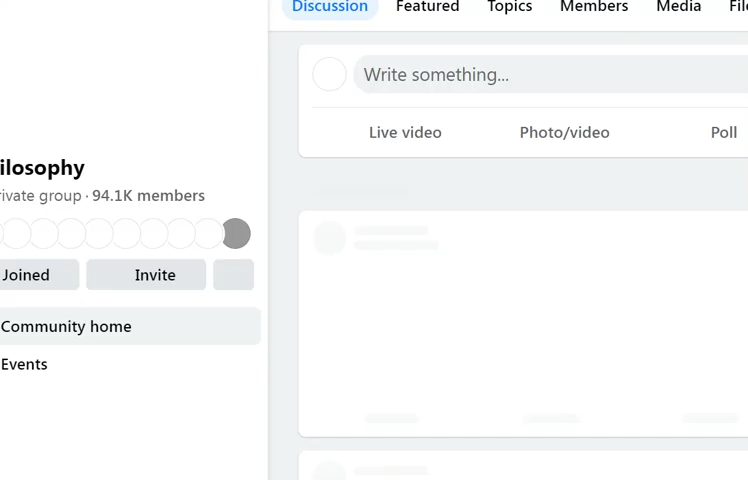 Discussion Featured Topics Members Media Fil
Write something...
Live video Photo/video Poll
ilosophy
rivate group · 94.1K members
Joined Invite
Community home
Events